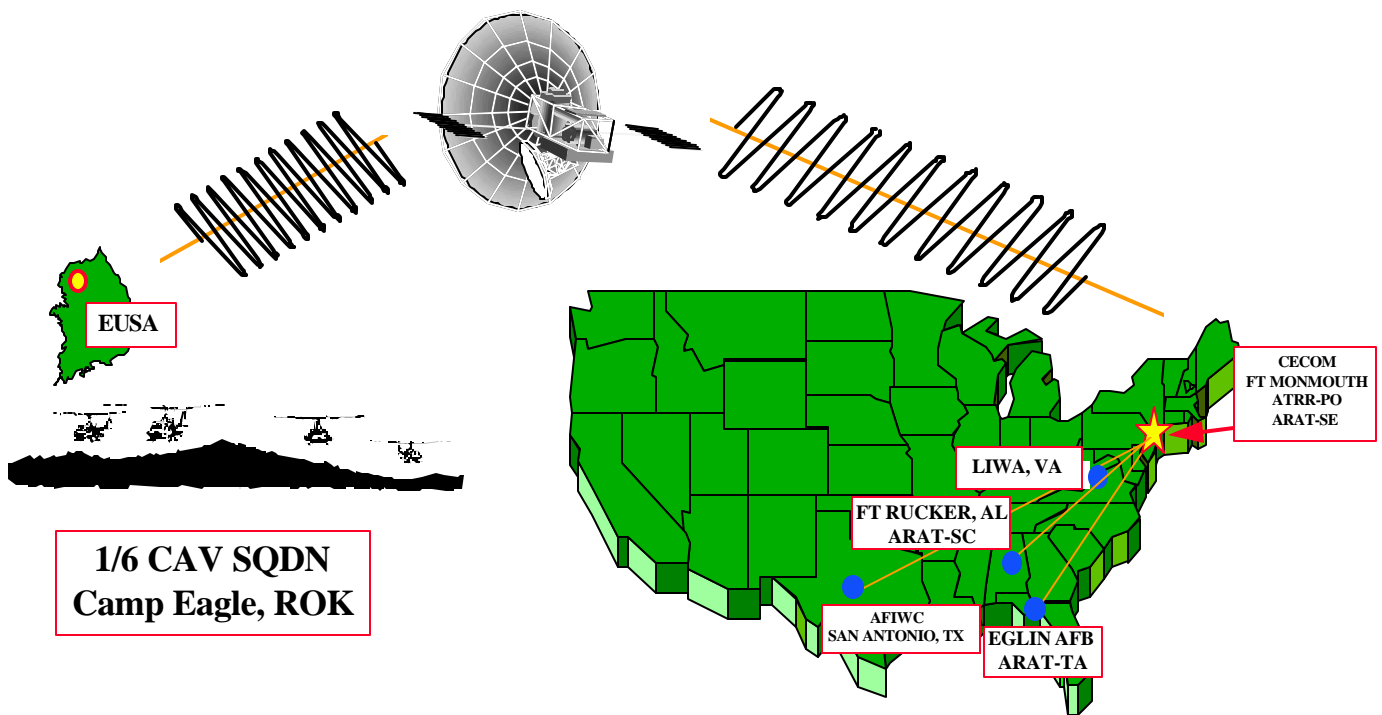 EUSA
1/6 CAV SQDN
Camp Eagle, ROK
CECOM
FT MONMOUTH
ATRR-PO
ARAT-SE
LIWA, VA
FT RUCKER, AL
ARAT-SC
AFIWC
SAN ANTONIO, TX
EGLIN AFB
ARAT-TA